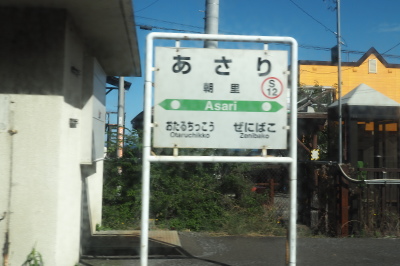 あさり
朝里
S
12
Asari
おたるちっこう ぜにばこ
Otaruchikko Zenibako